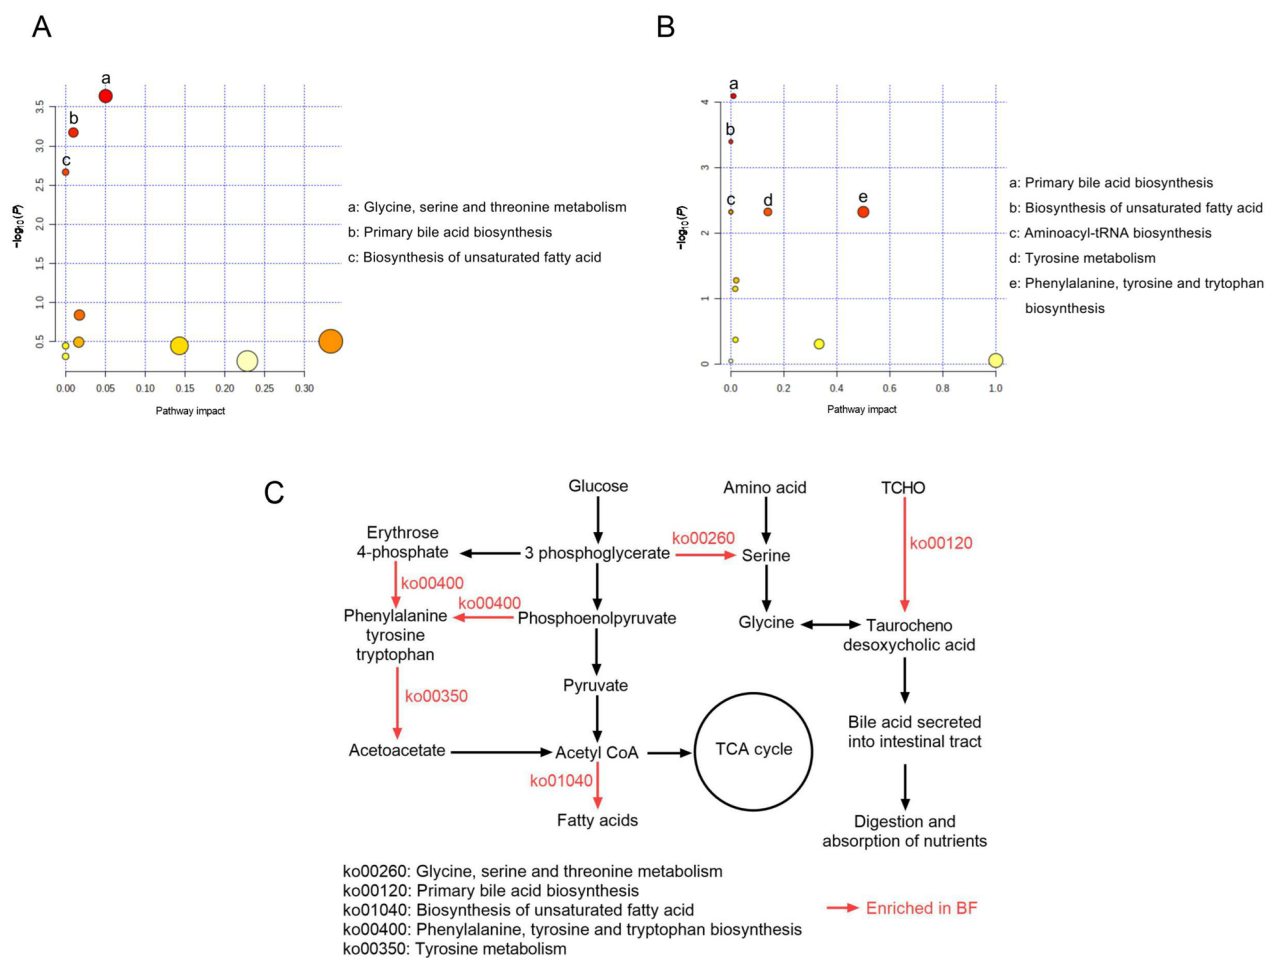 A
3.5
3.0
2.5
2.0
1.5
1.0
0.5
-log10(P)
a
b
c
0.00 0.05 0.10 0.15 0.20 0.25 0.30
Pathway impact
a: Glycine, serine and threonine metabolism
b: Primary bile acid biosynthesis
c: Biosynthesis of unsaturated fatty acid
B
4
3
2
1
0
-log10(P)
a
b
c d e
0.0 0.2 0.4 0.6 0.8 1.0
Pathway impact
a: Primary bile acid biosynthesis
b: Biosynthesis of unsaturated fatty acid
c: Aminoacyl-tRNA biosynthesis
d: Tyrosine metabolism
e: Phenylalanine, tyrosine and trytophan
biosynthesis
C
Glucose
Amino acid
TCHO
Erythrose
4-phosphate
3 phosphoglycerate
ko00260
Serine
ko00120
ko00400
ko00400
Phenylalanine
tyrosine
tryptophan
Phosphoenolpyruvate
Glycine
Taurocheno
desoxycholic acid
ko00350
Pyruvate
Bile acid secreted
into intestinal tract
Acetoacetate
Acetyl CoA
TCA cycle
ko01040
Fatty acids
Digestion and
absorption of nutrients
ko00260: Glycine, serine and threonine metabolism
ko00120: Primary bile acid biosynthesis
ko01040: Biosynthesis of unsaturated fatty acid
ko00400: Phenylalanine, tyrosine and tryptophan biosynthesis
ko00350: Tyrosine metabolism
Enriched in BF